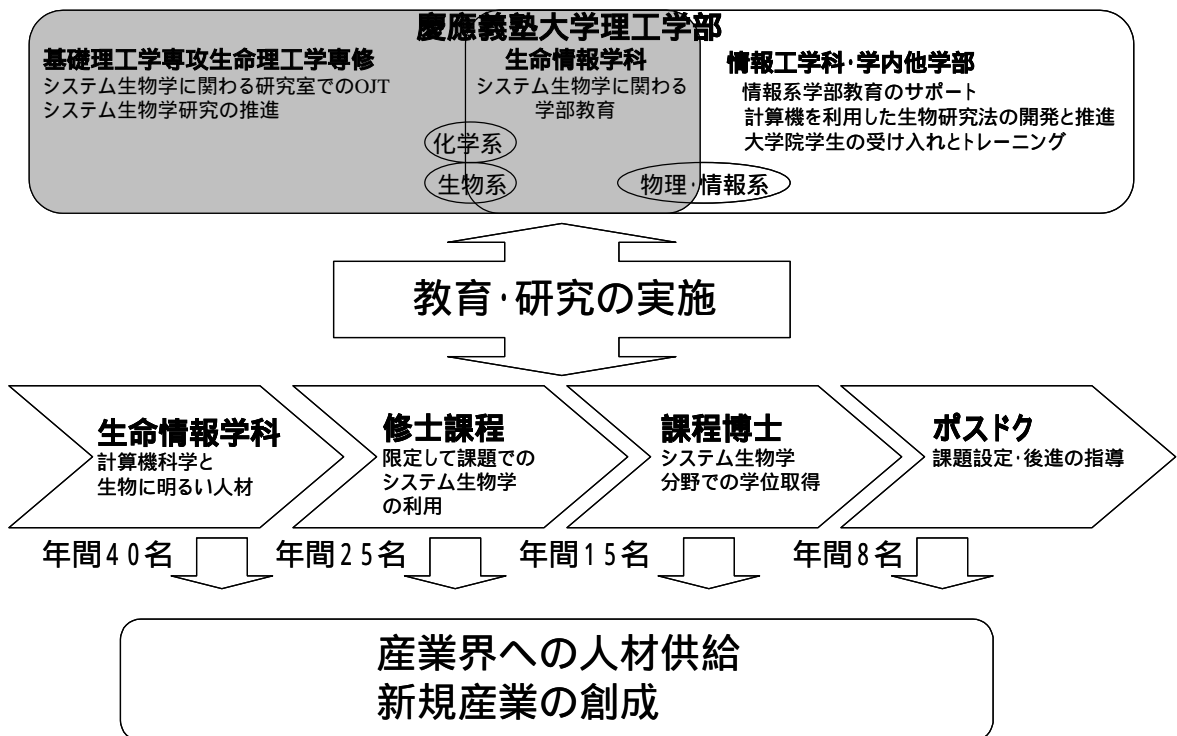 慶應義塾大学理工学部
基礎理工学専攻生命理工学専修
システム生物学に関わる研究室でのOJT
システム生物学研究の推進
生命情報学科
システム生物学に関わる
学部教育
情報工学科･学内他学部
情報系学部教育のサポート
計算機を利用した生物研究法の開発と推進
大学院学生の受け入れとトレーニング
化学系
生物系
物理･情報系
教育･研究の実施
生命情報学科
計算機科学と
生物に明るい人材
修士課程
限定して課題での
システム生物学
の利用
課程博士
システム生物学
分野での学位取得
ポスドク
課題設定･後進の指導
年間40名
年間25名
年間15名
年間8名
産業界への人材供給
新規産業の創成